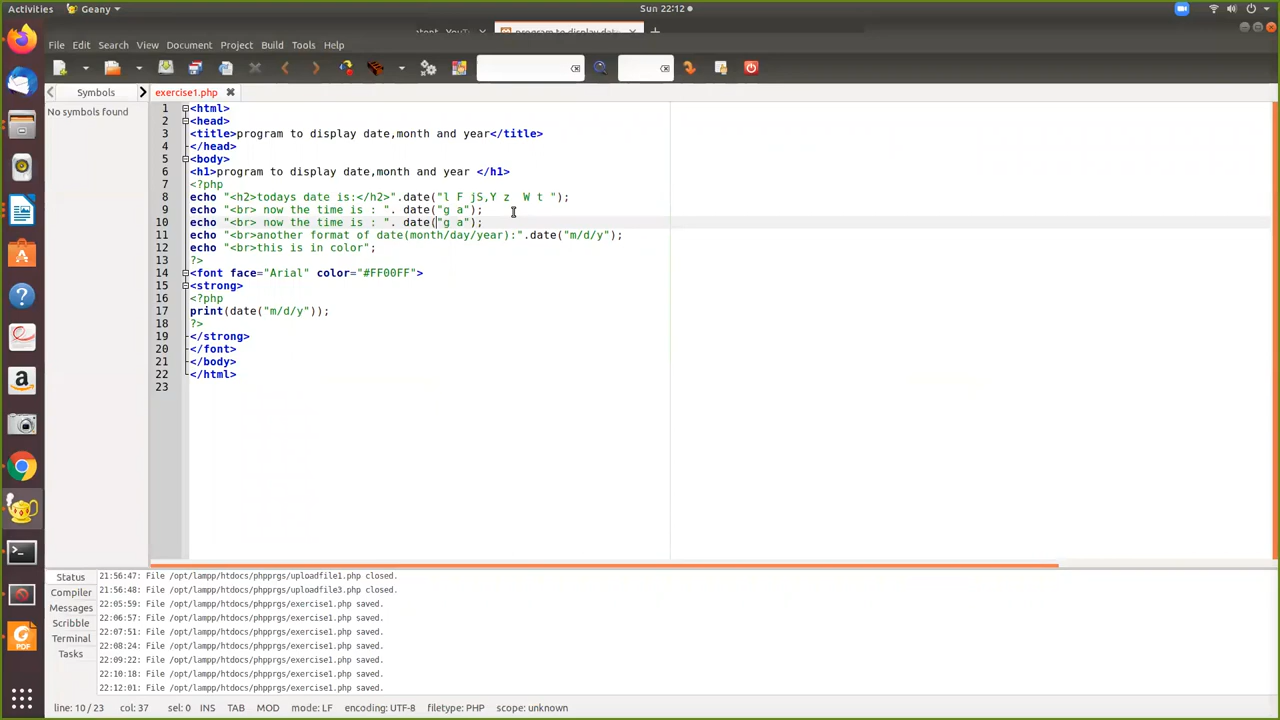 Activities
Geany
Sun 22:12
program to display date
File Edit Search View Document Project Build Tools Help
Symbols
exercise1.php
No symbols found
1 <html>
2 <head>
3 <title>program to display date,month and year</title>
4 </head>
5 <body>
6 <h1>program to display date,month and year </h1>
7 <?php
8 echo "<h2>todays date is:</h2>".date("l F jS,Y z  W t ");
9 echo "<br> now the time is : ". date("g a");
10 echo "<br> now the time is : ". date("g a");
11 echo "<br>another format of date(month/day/year):".date("m/d/y");
12 echo "<br>this is in color";
13 ?>
14 <font face="Arial" color="#FF00FF">
15 <strong>
16 <?php
17 print(date("m/d/y"));
18 ?>
19 </strong>
20 </font>
21 </body>
22 </html>
23
Status
Compiler
Messages
Scribble
Terminal
Tasks
21:56:47: File /opt/lampp/htdocs/phpprgs/uploadfile1.php closed.
21:56:48: File /opt/lampp/htdocs/phpprgs/uploadfile3.php closed.
22:05:59: File /opt/lampp/htdocs/phpprgs/exercise1.php saved.
22:06:57: File /opt/lampp/htdocs/phpprgs/exercise1.php saved.
22:07:51: File /opt/lampp/htdocs/phpprgs/exercise1.php saved.
22:08:24: File /opt/lampp/htdocs/phpprgs/exercise1.php saved.
22:09:22: File /opt/lampp/htdocs/phpprgs/exercise1.php saved.
22:10:18: File /opt/lampp/htdocs/phpprgs/exercise1.php saved.
22:12:01: File /opt/lampp/htdocs/phpprgs/exercise1.php saved.
line: 10 / 23 col: 37 sel: 0 INS TAB MOD mode: LF encoding: UTF-8 filetype: PHP scope: unknown